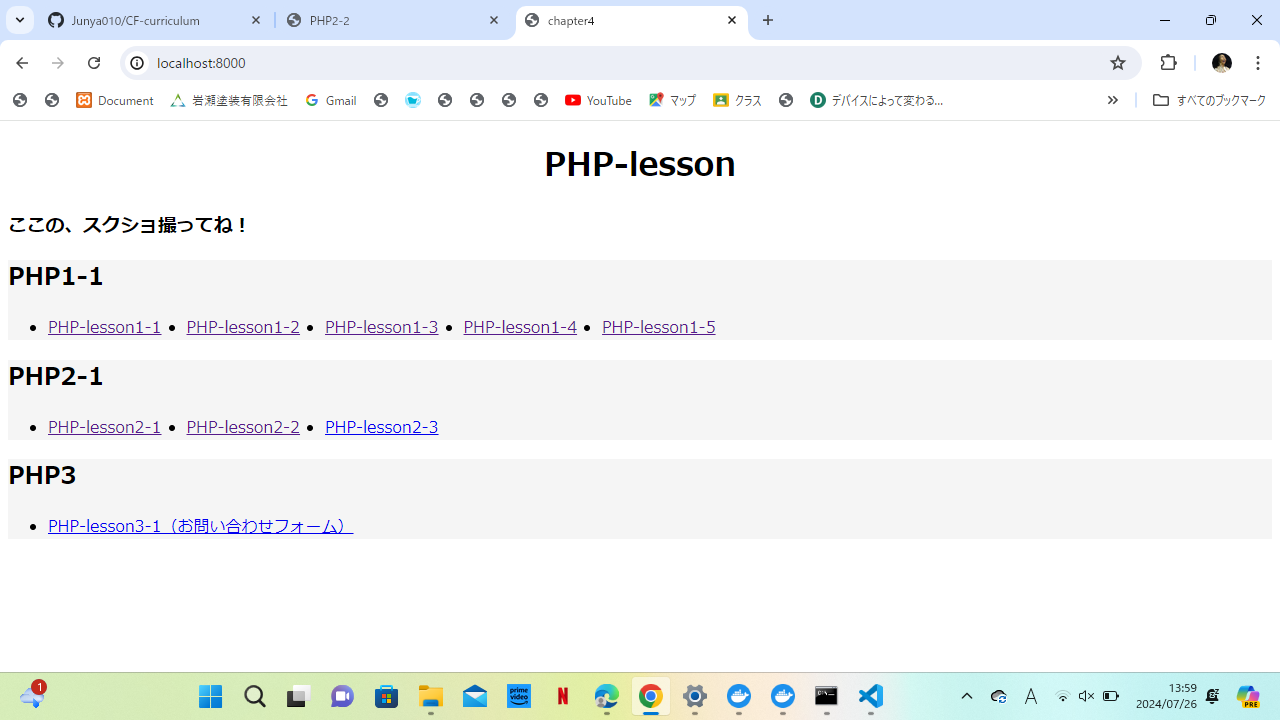 Junya010/CF-curriculum
PHP2-2
chapter4
localhost:8000
Document
岩瀬塗装有限会社
Gmail
YouTube
マップ
クラス
D
デバイスによって変わる...
すべてのブックマーク
PHP-lesson
ここの、スクショ撮ってね！
PHP1-1
PHP-lesson1-1
PHP-lesson1-2
PHP-lesson1-3
PHP-lesson1-4
PHP-lesson1-5
PHP2-1
PHP-lesson2-1
PHP-lesson2-2
PHP-lesson2-3
PHP3
PHP-lesson3-1（お問い合わせフォーム）
1
prime video
N
A
13:59
2024/07/26
PRE